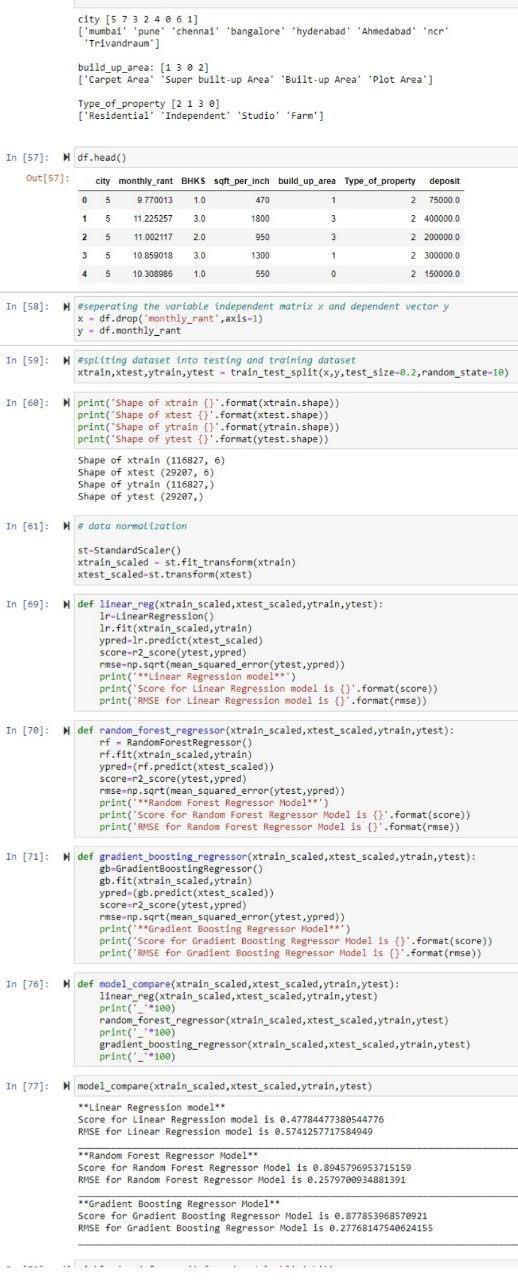 city [5 7 3 2 4 0 6 1]
['mumbai' 'pune' 'chennai' 'bangalore' 'hyderabad' 'Ahmedabad' 'ncr'
'Trivandraum']
build_up_area: [1 3 0 2]
['Carpet Area' 'Super built-up Area' 'Built-up Area' 'Plot Area']
Type_of_property [2 1 3 0]
['Residential' 'Independent' 'Studio' 'Farm']
In [57]: df.head()
Out[57]:
city monthly_rant BHKS sqft_per_inch build_up_area Type_of_property deposit
0 5 9.770013 1.0 470 1 2 75000.0
1 5 11.225257 3.0 1800 3 2 400000.0
2 5 11.002117 2.0 950 3 2 200000.0
3 5 10.859018 3.0 1300 1 2 300000.0
4 5 10.308986 1.0 550 0 2 150000.0
In [58]: #seperating the variable independent matrix x and dependent vector y
x = df.drop('monthly_rant',axis=1)
y = df.monthly_rant
In [59]: #spliting dataset into testing and training dataset
xtrain,xtest,ytrain,ytest = train_test_split(x,y,test_size=0.2,random_state=10)
In [60]: print('Shape of xtrain {}'.format(xtrain.shape))
print('Shape of xtest {}'.format(xtest.shape))
print('Shape of ytrain {}'.format(ytrain.shape))
print('Shape of ytest {}'.format(ytest.shape))
Shape of xtrain (116827, 6)
Shape of xtest (29207, 6)
Shape of ytrain (116827,)
Shape of ytest (29207,)
In [61]: # data normalization
st=StandardScaler()
xtrain_scaled = st.fit_transform(xtrain)
xtest_scaled=st.transform(xtest)
In [69]: def linear_reg(xtrain_scaled,xtest_scaled,ytrain,ytest):
lr=LinearRegression()
lr.fit(xtrain_scaled,ytrain)
ypred=lr.predict(xtest_scaled)
score=r2_score(ytest,ypred)
rmse=np.sqrt(mean_squared_error(ytest,ypred))
print('**Linear Regression model**')
print('Score for Linear Regression model is {}'.format(score))
print('RMSE for Linear Regression model is {}'.format(rmse))
In [70]: def random_forest_regressor(xtrain_scaled,xtest_scaled,ytrain,ytest):
rf = RandomForestRegressor()
rf.fit(xtrain_scaled,ytrain)
ypred=(rf.predict(xtest_scaled))
score=r2_score(ytest,ypred)
rmse=np.sqrt(mean_squared_error(ytest,ypred))
print('**Random Forest Regressor Model**')
print('Score for Random Forest Regressor Model is {}'.format(score))
print('RMSE for Random Forest Regressor Model is {}'.format(rmse))
In [71]: def gradient_boosting_regressor(xtrain_scaled,xtest_scaled,ytrain,ytest):
gb=GradientBoostingRegressor()
gb.fit(xtrain_scaled,ytrain)
ypred=(gb.predict(xtest_scaled))
score=r2_score(ytest,ypred)
rmse=np.sqrt(mean_squared_error(ytest,ypred))
print('**Gradient Boosting Regressor Model**')
print('Score for Gradient Boosting Regressor Model is {}'.format(score))
print('RMSE for Gradient Boosting Regressor Model is {}'.format(rmse))
In [76]: def model_compare(xtrain_scaled,xtest_scaled,ytrain,ytest):
linear_reg(xtrain_scaled,xtest_scaled,ytrain,ytest)
print('_'*100)
random_forest_regressor(xtrain_scaled,xtest_scaled,ytrain,ytest)
print('_'*100)
gradient_boosting_regressor(xtrain_scaled,xtest_scaled,ytrain,ytest)
print('_'*100)
In [77]: model_compare(xtrain_scaled,xtest_scaled,ytrain,ytest)
**Linear Regression model**
Score for Linear Regression model is 0.47784477380544776
RMSE for Linear Regression model is 0.5741257717584949
**Random Forest Regressor Model**
Score for Random Forest Regressor Model is 0.8945796953715159
RMSE for Random Forest Regressor Model is 0.2579700934881391
**Gradient Boosting Regressor Model**
Score for Gradient Boosting Regressor Model is 0.877853968570921
RMSE for Gradient Boosting Regressor Model is 0.27768147540624155